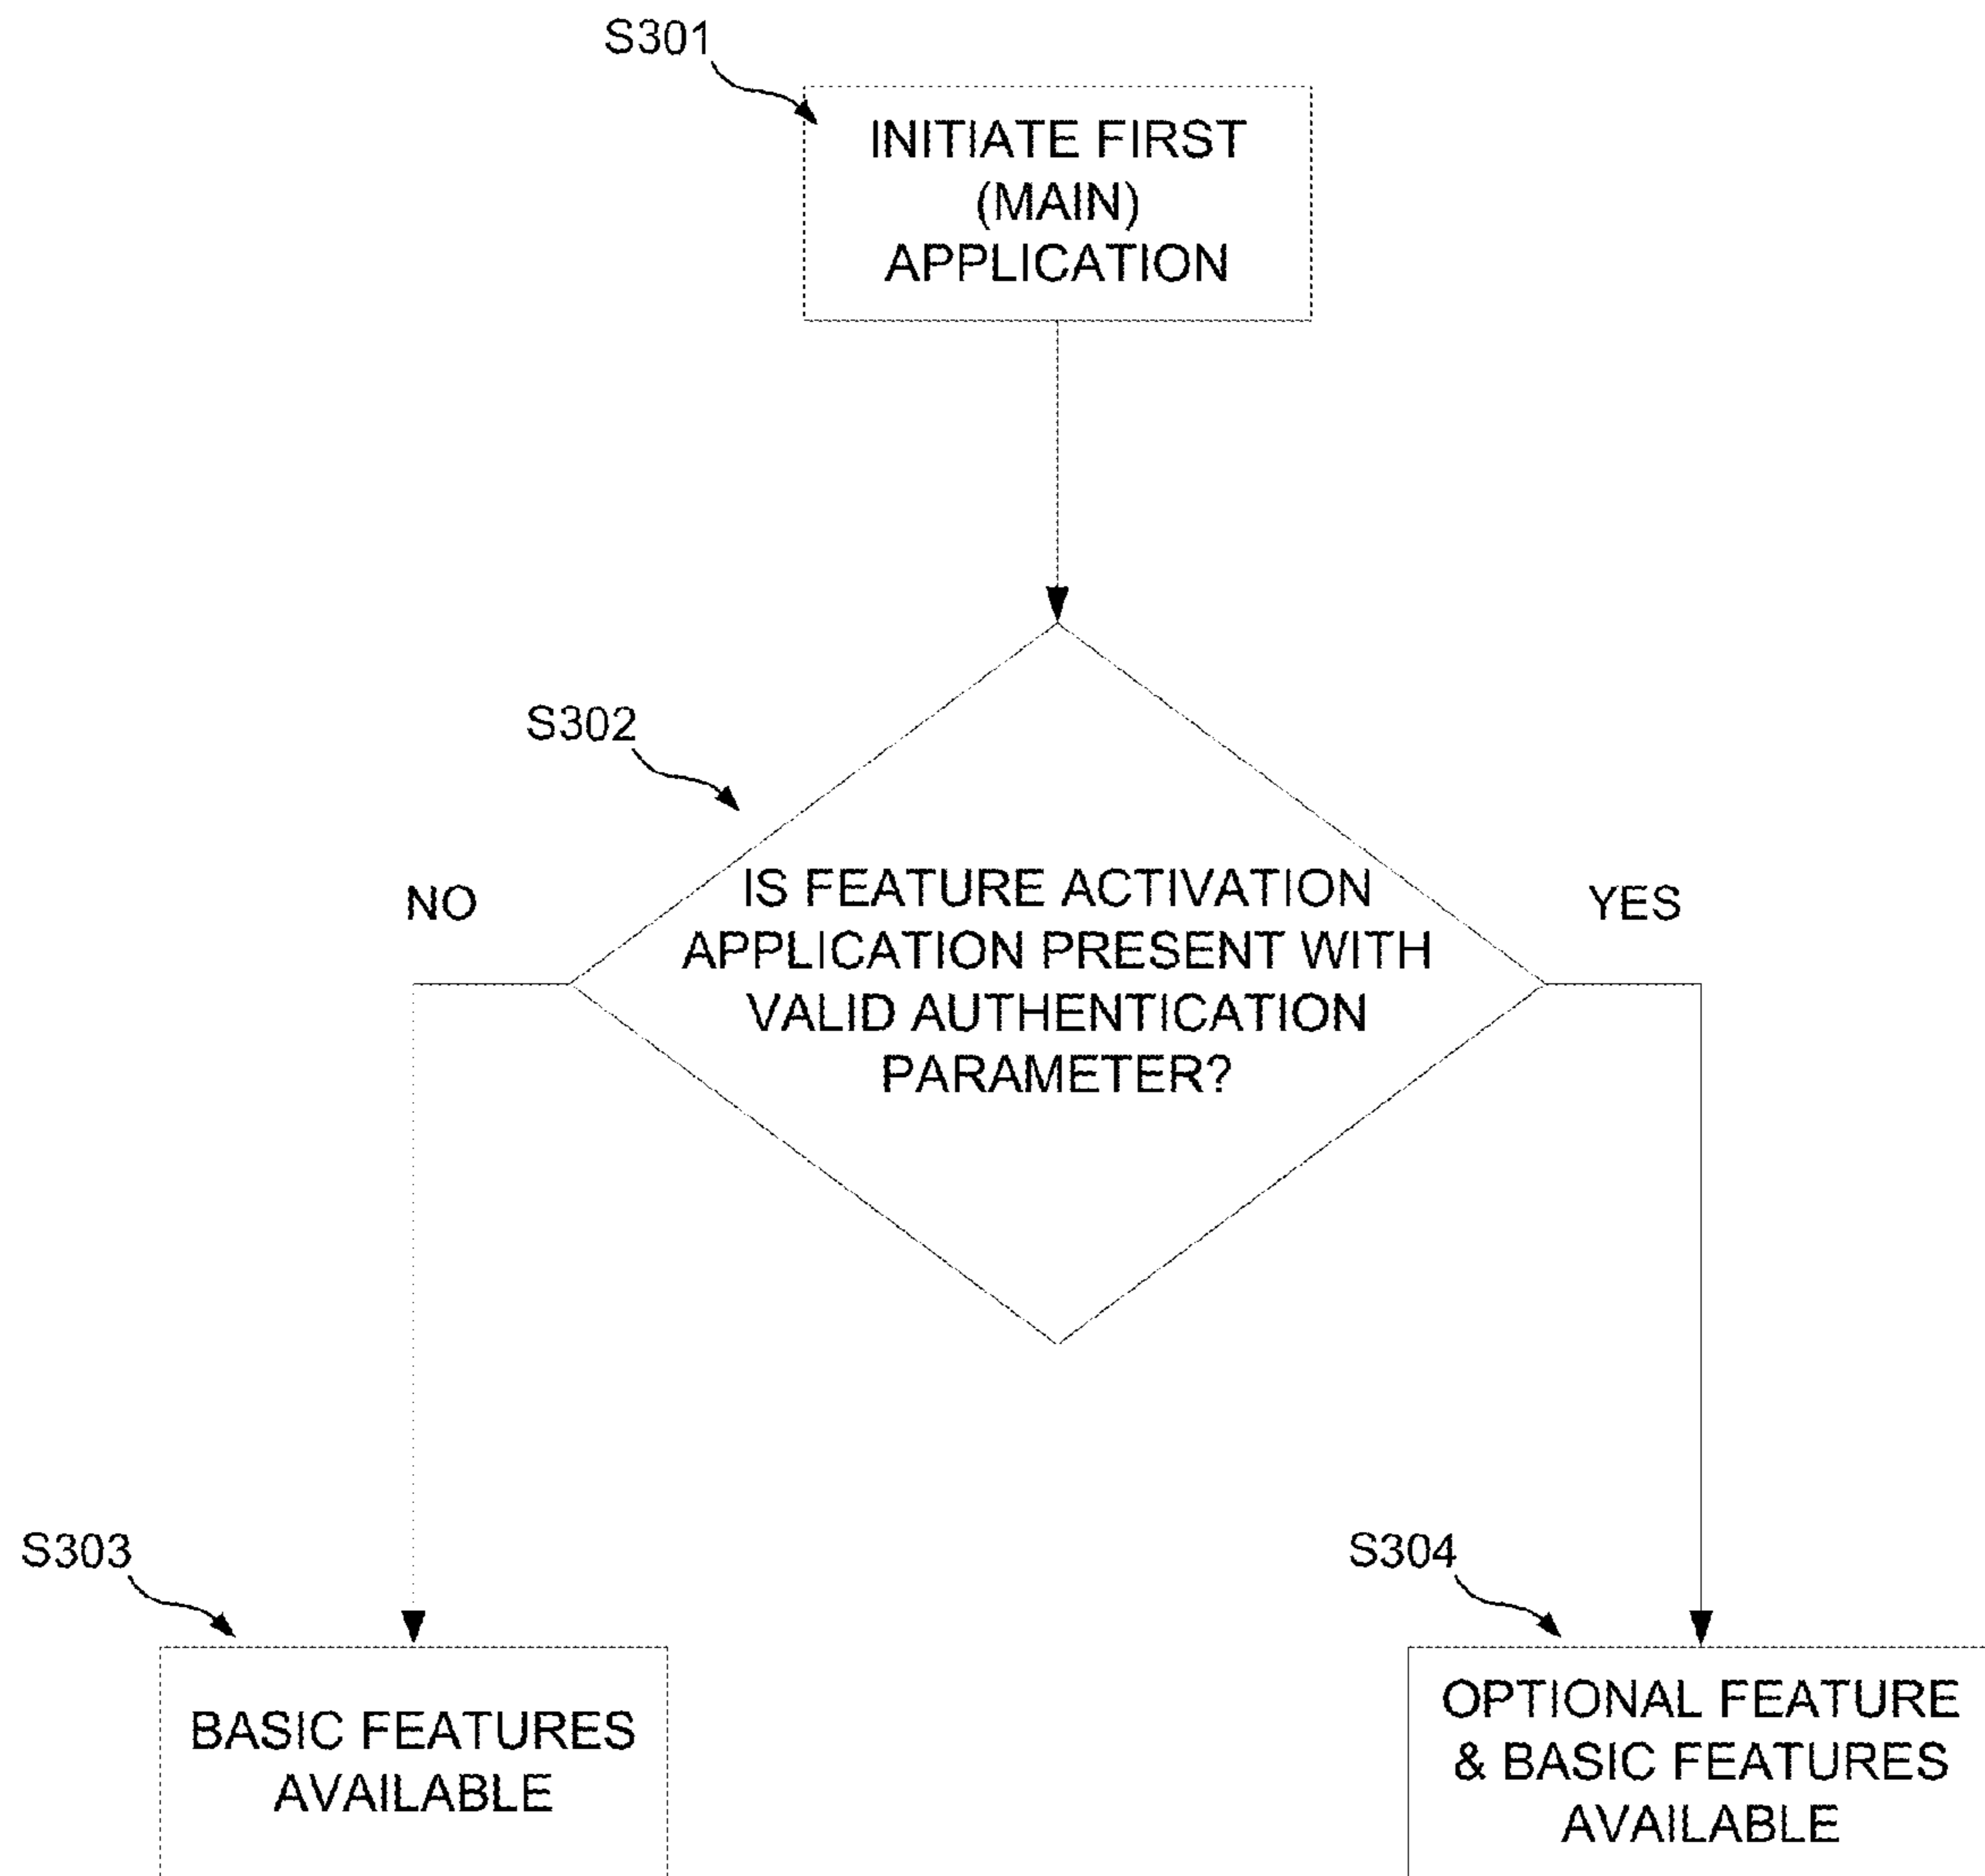 S301
INITIATE FIRST
(MAIN)
APPLICATION
S302
NO
IS FEATURE ACTIVATION
APPLICATION PRESENT WITH
VALID AUTHENTICATION
PARAMETER?
YES
S303
BASIC FEATURES
AVAILABLE
S304
OPTIONAL FEATURE
& BASIC FEATURES
AVAILABLE